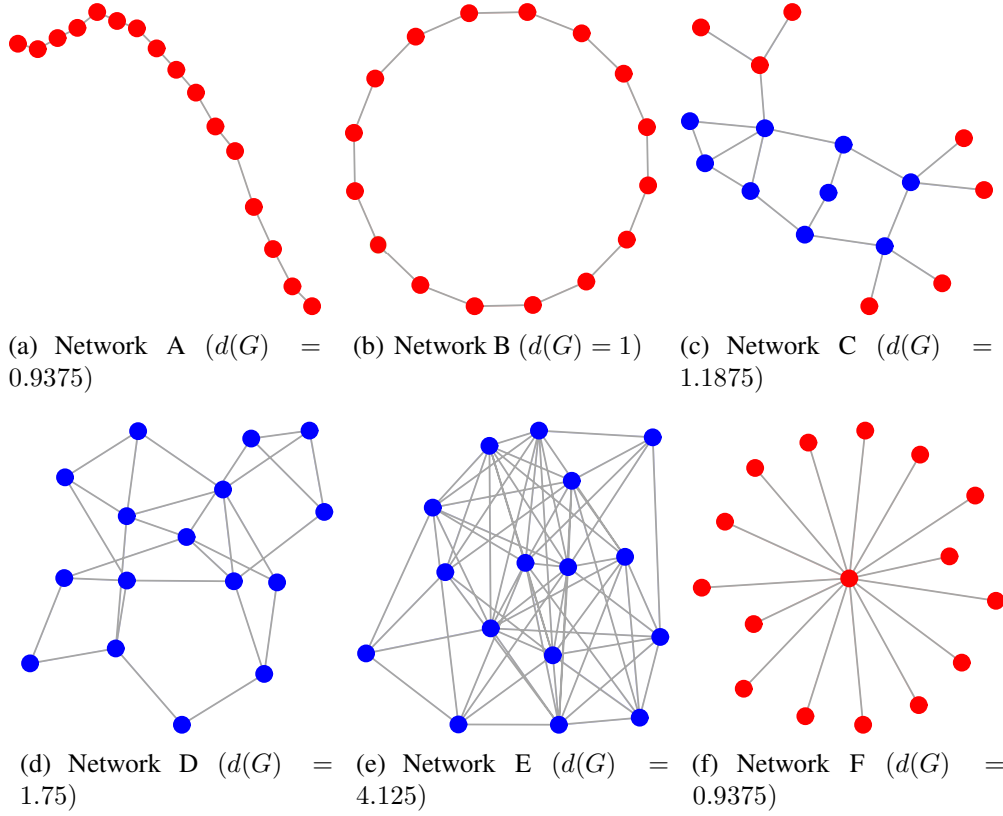 (a) Network A (d(G) =
0.9375)
(b) Network B (d(G) = 1)
(c) Network C (d(G) =
1.1875)
(d) Network D (d(G) =
1.75)
(e) Network E (d(G) =
4.125)
(f) Network F (d(G) =
0.9375)